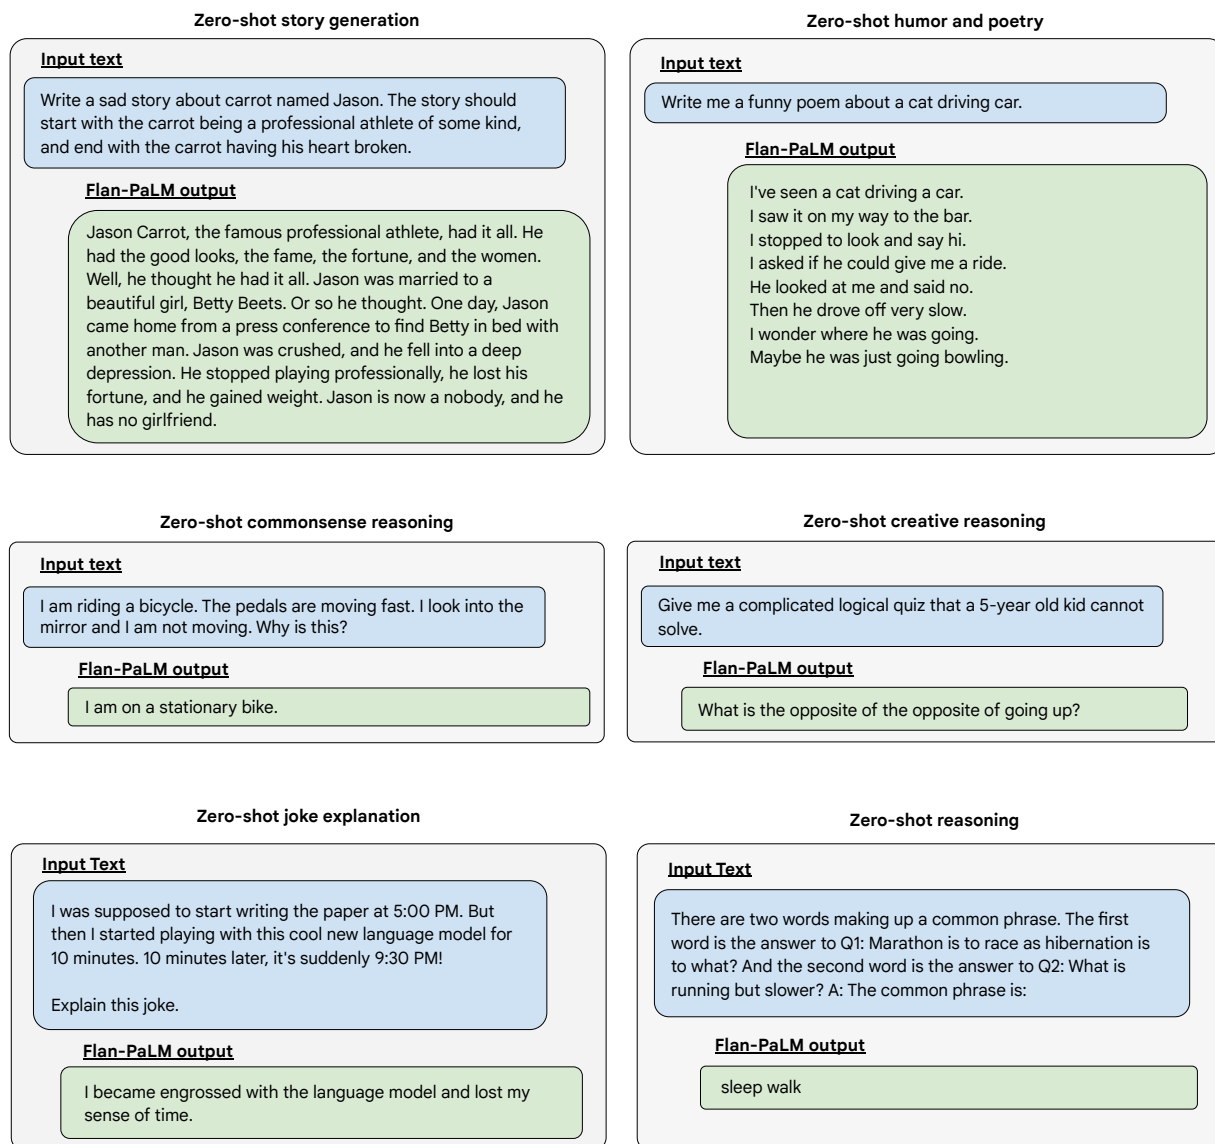 Zero-shot story generation
Input text
Write a sad story about carrot named Jason. The story should
start with the carrot being a professional athlete of some kind,
and end with the carrot having his heart broken.
Flan-PaLM output
Jason Carrot, the famous professional athlete, had it all. He
had the good looks, the fame, the fortune, and the women.
Well, he thought he had it all. Jason was married to a
beautiful girl, Betty Beets. Or so he thought. One day, Jason
came home from a press conference to find Betty in bed with
another man. Jason was crushed, and he fell into a deep
depression. He stopped playing professionally, he lost his
fortune, and he gained weight. Jason is now a nobody, and he
has no girlfriend.
Zero-shot humor and poetry
Input text
Write me a funny poem about a cat driving car.
Flan-PaLM output
I've seen a cat driving a car.
I saw it on my way to the bar.
I stopped to look and say hi.
I asked if he could give me a ride.
He looked at me and said no.
Then he drove off very slow.
I wonder where he was going.
Maybe he was just going bowling.
Zero-shot commonsense reasoning
Input text
I am riding a bicycle. The pedals are moving fast. I look into the
mirror and I am not moving. Why is this?
Flan-PaLM output
I am on a stationary bike.
Zero-shot creative reasoning
Input text
Give me a complicated logical quiz that a 5-year old kid cannot
solve.
Flan-PaLM output
What is the opposite of the opposite of going up?
Zero-shot joke explanation
Input Text
I was supposed to start writing the paper at 5:00 PM. But
then I started playing with this cool new language model for
10 minutes. 10 minutes later, it's suddenly 9:30 PM!
Explain this joke.
Flan-PaLM output
I became engrossed with the language model and lost my
sense of time.
Zero-shot reasoning
Input Text
There are two words making up a common phrase. The first
word is the answer to Q1: Marathon is to race as hibernation is
to what? And the second word is the answer to Q2: What is
running but slower? A: The common phrase is:
Flan-PaLM output
sleep walk